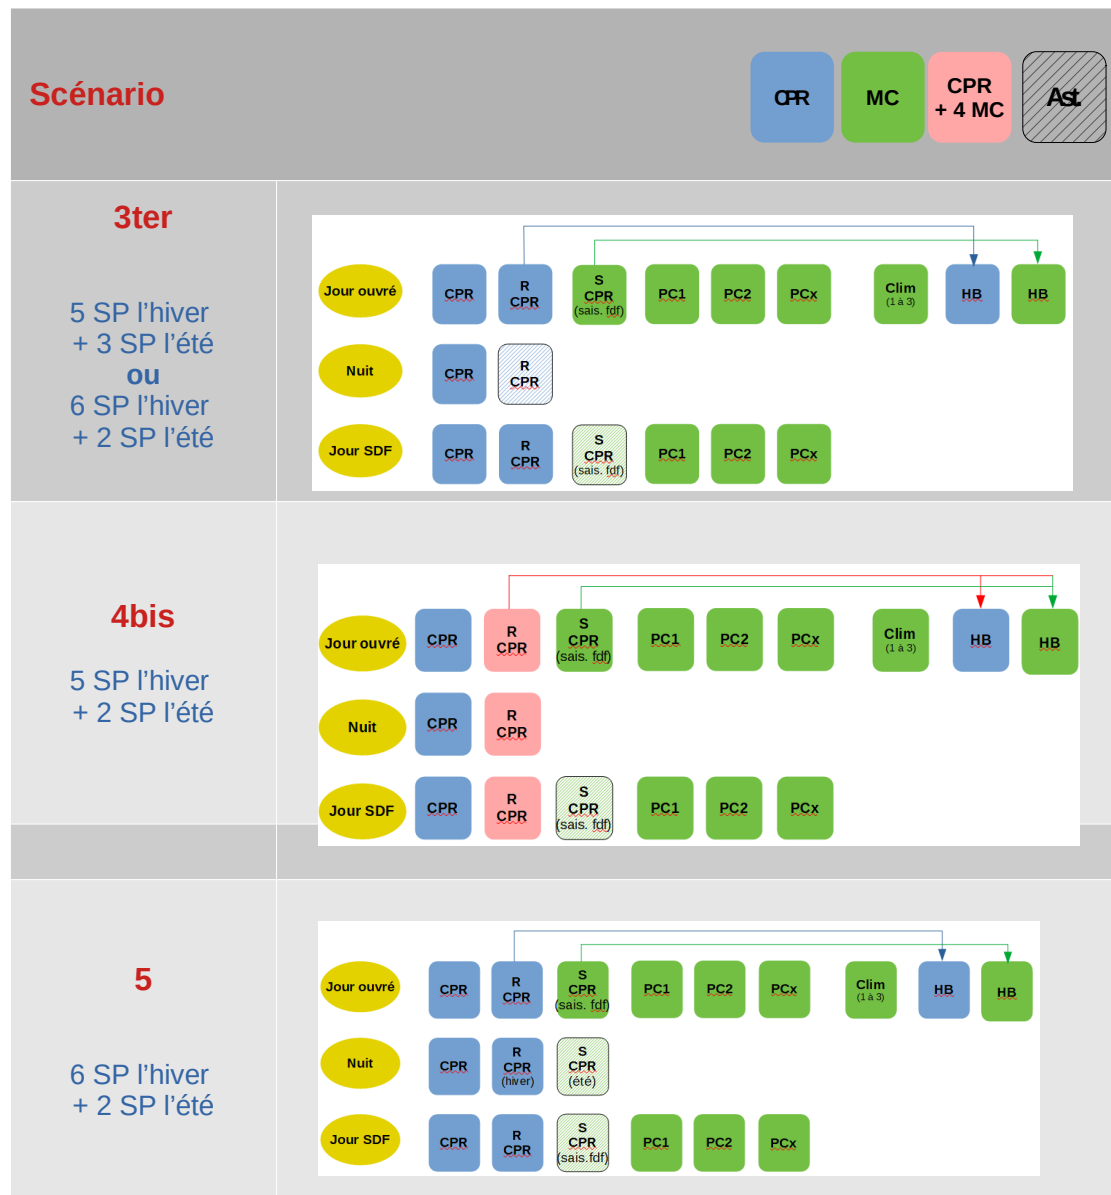 Scénario
CPR
MC
CPR
+ 4 MC
Ast.
3ter
5 SP l’hiver
+ 3 SP l’été
ou
6 SP l’hiver
+ 2 SP l’été
Jour ouvré
CPR
R
CPR
S
CPR
(sais. fdf)
PC1
PC2
PCx
Clim
(1 à 3)
HB
HB
Nuit
CPR
R
CPR
Jour SDF
CPR
R
CPR
S
CPR
(sais. fdf)
PC1
PC2
PCx
4bis
5 SP l’hiver
+ 2 SP l’été
Jour ouvré
CPR
R
CPR
S
CPR
(sais. fdf)
PC1
PC2
PCx
Clim
(1 à 3)
HB
HB
Nuit
CPR
R
CPR
Jour SDF
CPR
R
CPR
S
CPR
(sais. fdf)
PC1
PC2
PCx
5
6 SP l’hiver
+ 2 SP l’été
Jour ouvré
CPR
R
CPR
S
CPR
(sais. fdf)
PC1
PC2
PCx
Clim
(1 à 3)
HB
HB
Nuit
CPR
R
CPR
(hiver)
S
CPR
(été)
Jour SDF
CPR
R
CPR
S
CPR
(sais.fdf)
PC1
PC2
PCx